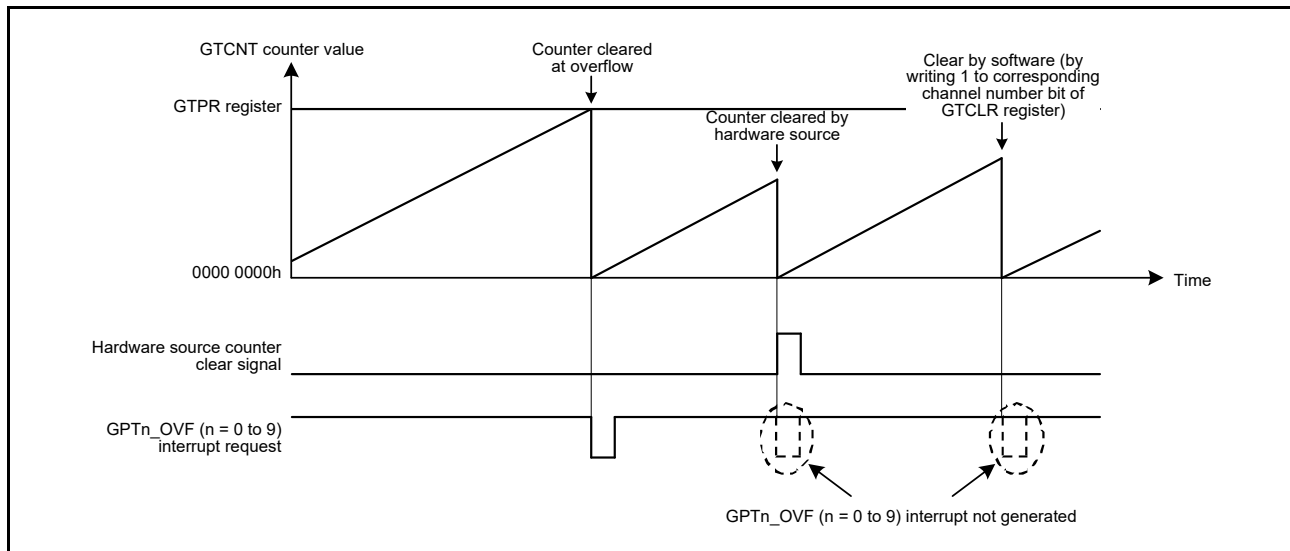 GTCNT counter value
Counter cleared
at overflow
Clear by software (by
writing 1 to corresponding
channel number bit of
GTCLR register)
GTPR register
Counter cleared by
hardware source
0000 0000h
Time
Hardware source counter
clear signal
GPTn_OVF (n = 0 to 9)
interrupt request
GPTn_OVF (n = 0 to 9) interrupt not generated